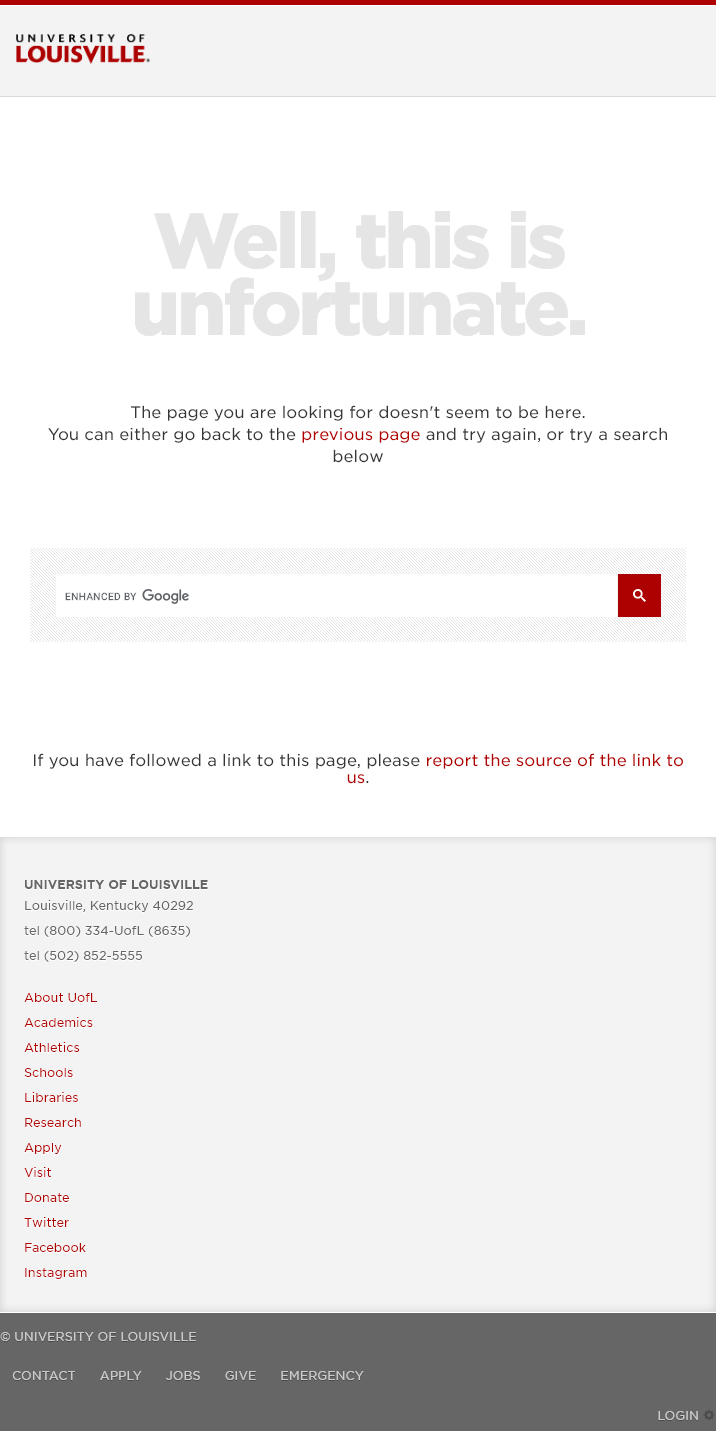 UNIVERSITY OF
LOUISVILLE.
Well, this is
unfortunate.
The page you are looking for doesn't seem to be here.
You can either go back to the previous page and try again, or try a search
below
ENHANCED BY Google
If you have followed a link to this page, please report the source of the link to
us.
UNIVERSITY OF LOUISVILLE
Louisville, Kentucky 40292
tel (800) 334-UofL (8635)
tel (502) 852-5555
About UofL
Academics
Athletics
Schools
Libraries
Research
Apply
Visit
Donate
Twitter
Facebook
Instagram
© UNIVERSITY OF LOUISVILLE
CONTACT APPLY JOBS GIVE EMERGENCY
LOGIN